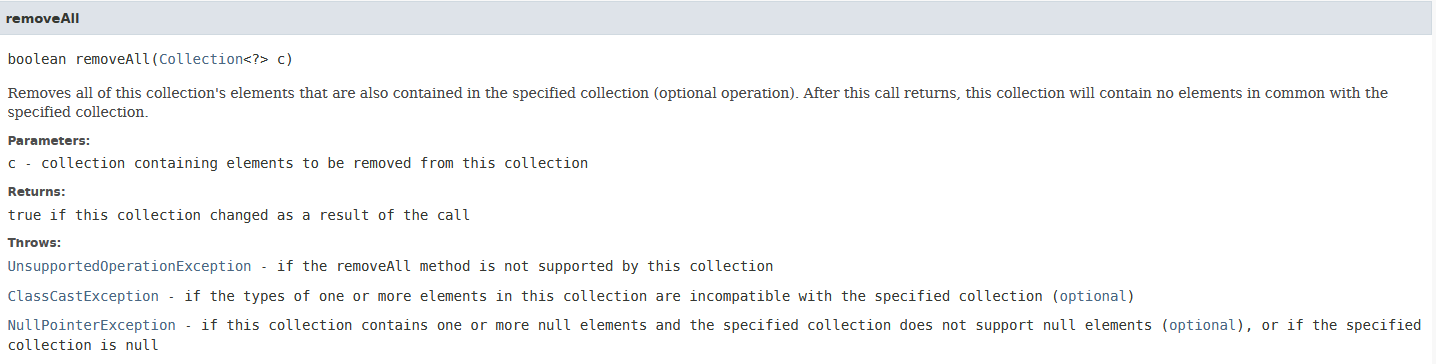 removeAll
boolean removeAll(Collection<?> c)
Removes all of this collection's elements that are also contained in the specified collection (optional operation). After this call returns, this collection will contain no elements in common with the
specified collection.
Parameters:
c - collection containing elements to be removed from this collection
Returns:
true if this collection changed as a result of the call
Throws:
UnsupportedOperationException - if the removeAll method is not supported by this collection
ClassCastException - if the types of one or more elements in this collection are incompatible with the specified collection (optional)
NullPointerException - if this collection contains one or more null elements and the specified collection does not support null elements (optional), or if the specified
collection is null